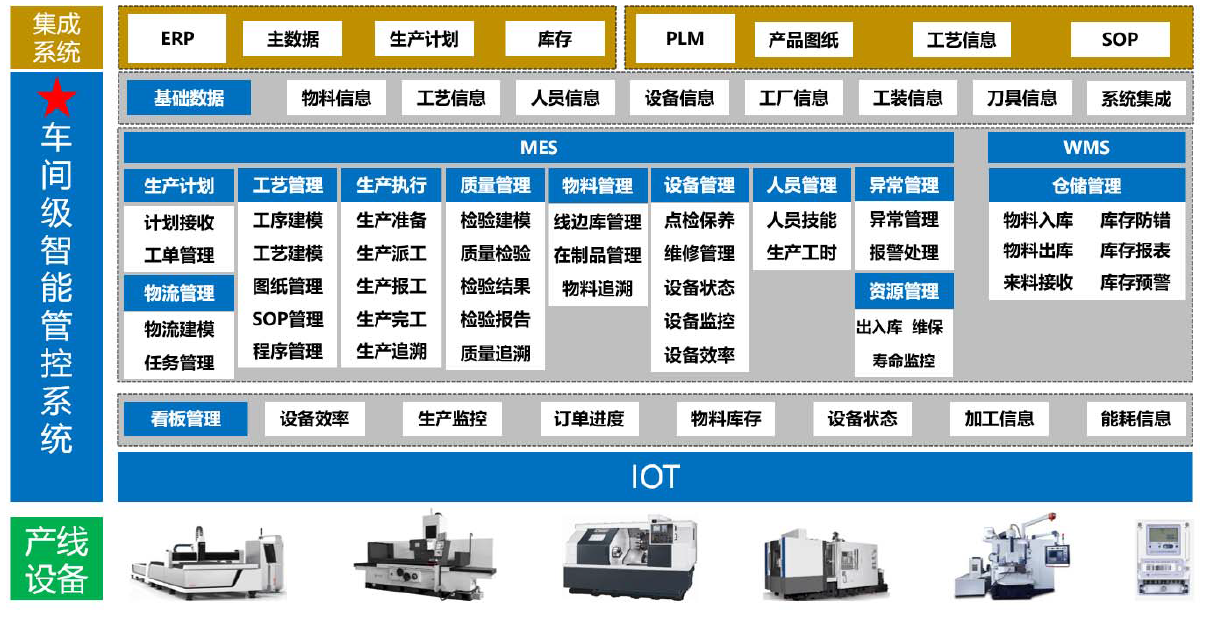 集成
系统
ERP 主数据 生产计划 库存 PLM 产品图纸 工艺信息 SOP
车间级智能管控系统
基础数据 物料信息 工艺信息 人员信息 设备信息 工厂信息 工装信息 刀具信息 系统集成
MES
生产计划
计划接收
工单管理
物流管理
物流建模
任务管理
工艺管理
工序建模
工艺建模
图纸管理
SOP管理
程序管理
生产执行
生产准备
生产派工
生产报工
生产完工
生产追溯
质量管理
检验建模
质量检验
检验结果
检验报告
质量追溯
物料管理
线边库管理
在制品管理
物料追溯
设备管理
点检保养
维修管理
设备状态
设备监控
设备效率
人员管理
人员技能
生产工时
异常管理
异常管理
报警处理
资源管理
出入库 维保
寿命监控
WMS
仓储管理
物料入库 库存防错
物料出库 库存报表
来料接收 库存预警
看板管理 设备效率 生产监控 订单进度 物料库存 设备状态 加工信息 能耗信息
IOT
产线
设备